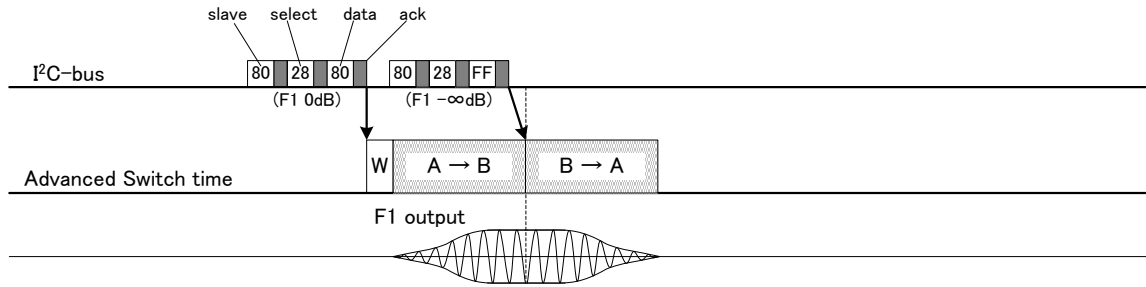 slave select data ack
I²C-bus 80 28 80 80 28 FF
(F1 0dB) (F1 −∞dB)
W A → B B → A
Advanced Switch time
F1 output